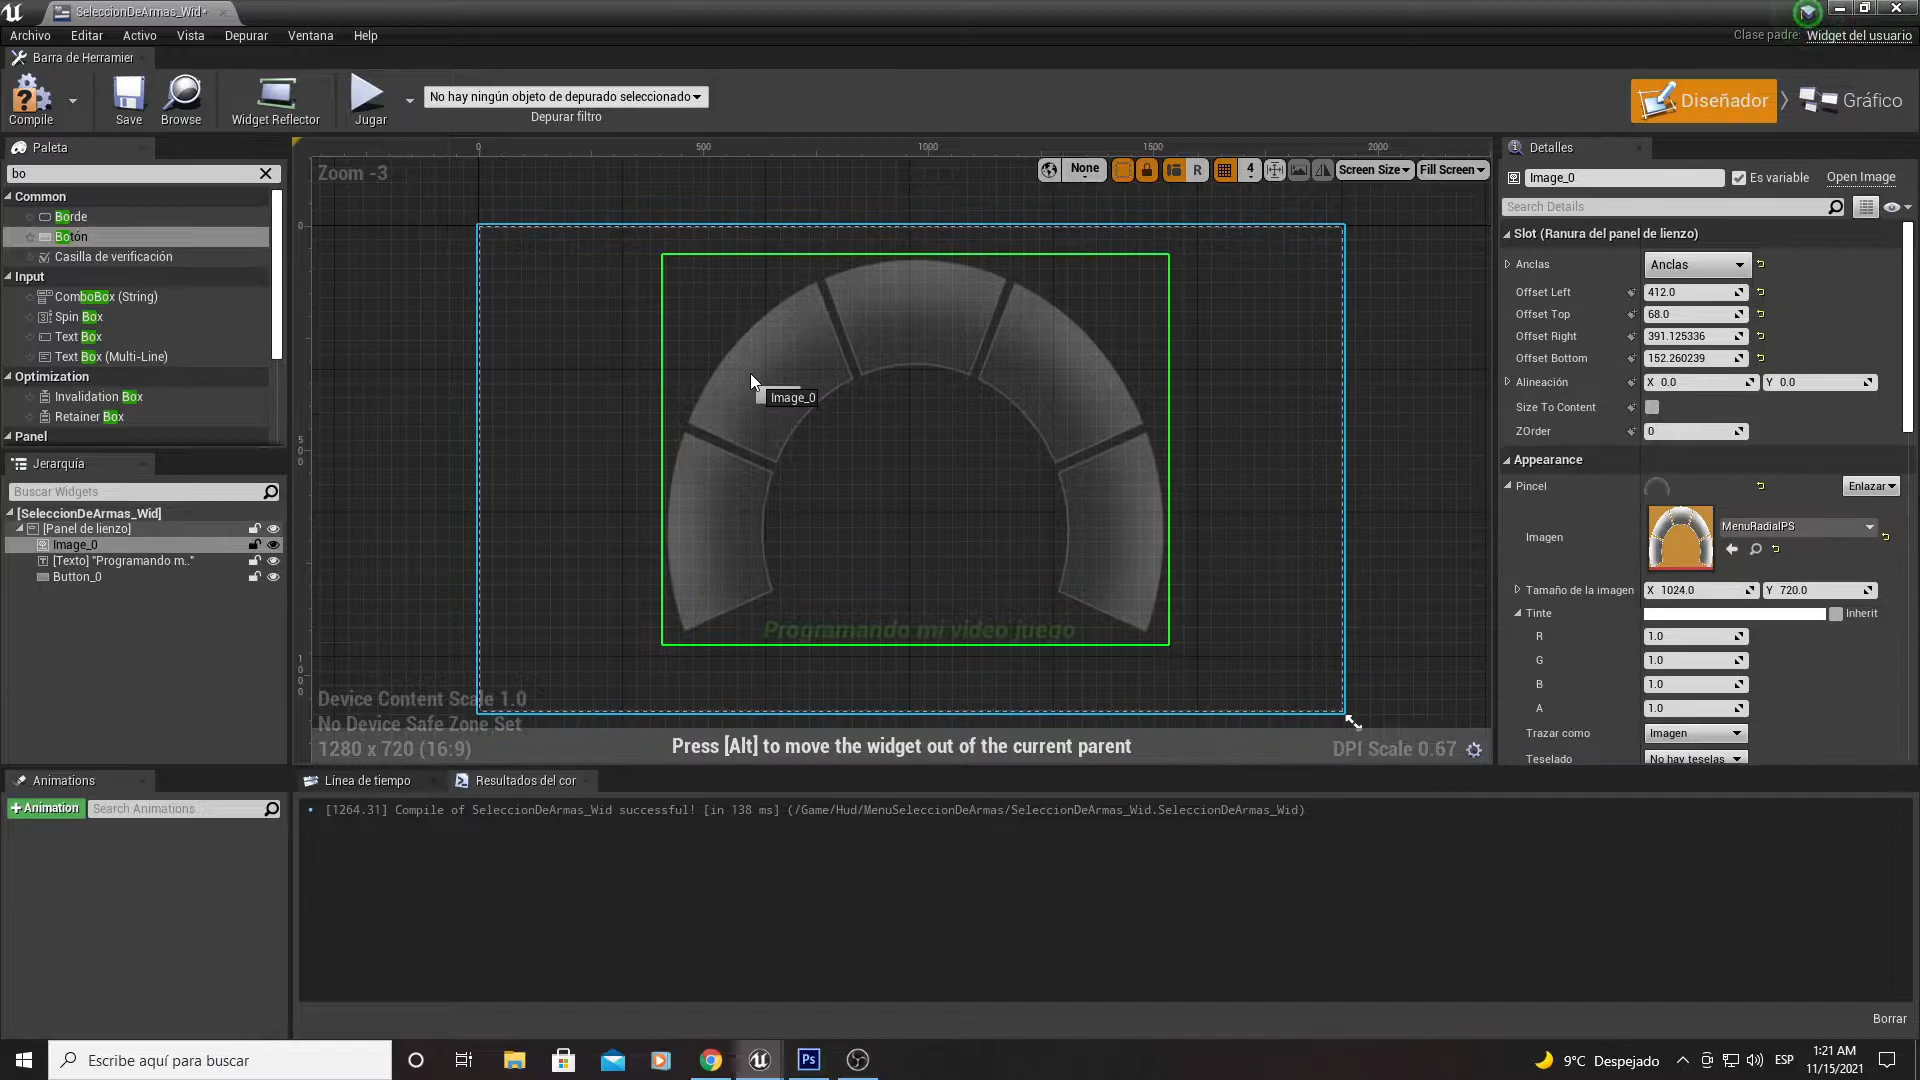 SeleccionDeArmas_Wid•
Archivo Editar Activo Vista Depurar Ventana Help
Clase padre: Widget del usuario
Barra de Herramier
Compile Save Browse Widget Reflector Jugar
No hay ningún objeto de depurado seleccionado
Depurar filtro
Diseñador Gráfico
Paleta
bo
Common
Borde
Botón
Casilla de verificación
Input
ComboBox (String)
Spin Box
Text Box
Text Box (Multi-Line)
Optimization
Invalidation Box
Retainer Box
Panel
Jerarquía
Buscar Widgets
[SeleccionDeArmas_Wid]
[Panel de lienzo]
Image_0
[Texto] "Programando m.."
Button_0
0 500 1000 1500 2000
Zoom -3
None R 4 Screen Size Fill Screen
0
500
1000
Image_0
Programando mi video juego
Device Content Scale 1.0
No Device Safe Zone Set
1280 x 720 (16:9)
Press [Alt] to move the widget out of the current parent
DPI Scale 0.67
Detalles
Image_0 Es variable Open Image
Search Details
Slot (Ranura del panel de lienzo)
Anclas Anclas
Offset Left 412.0
Offset Top 68.0
Offset Right 391.125336
Offset Bottom 152.260239
Alineación X 0.0 Y 0.0
Size To Content
ZOrder 0
Appearance
Pincel Enlazar
Imagen MenuRadialPS
Tamaño de la imagen X 1024.0 Y 720.0
Tinte Inherit
R 1.0
G 1.0
B 1.0
A 1.0
Trazar como Imagen
Teselado No hay teselas
Animations
+Animation Search Animations
Línea de tiempo Resultados del cor
[1264.31] Compile of SeleccionDeArmas_Wid successful! [in 138 ms] (/Game/Hud/MenuSeleccionDeArmas/SeleccionDeArmas_Wid.SeleccionDeArmas_Wid)
Borrar
Escribe aquí para buscar
Ps
9°C Despejado
ESP
1:21 AM
11/15/2021